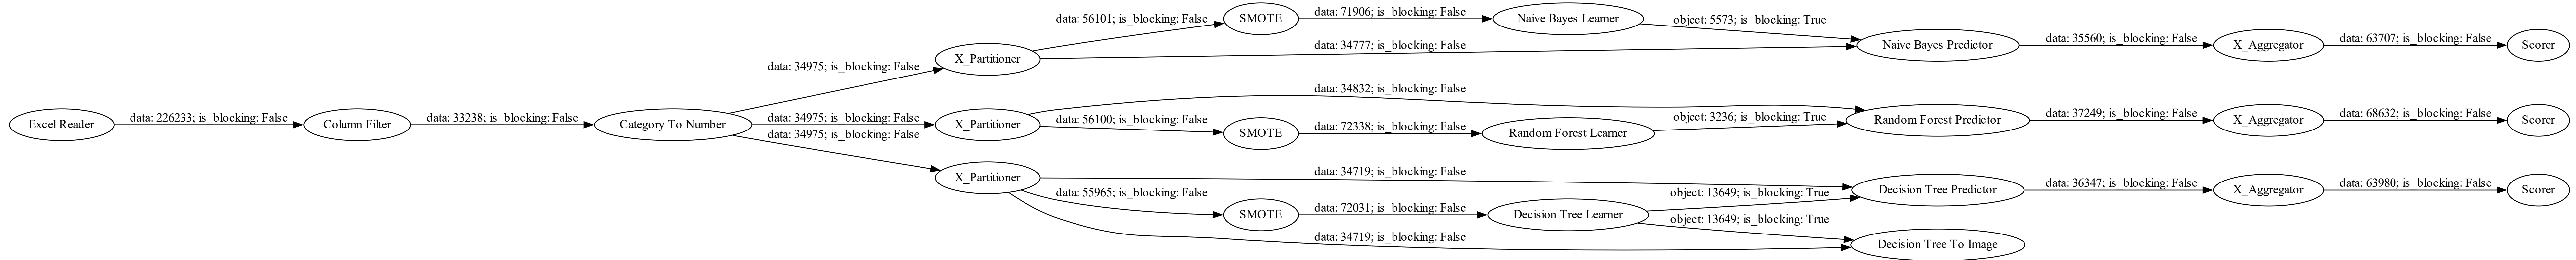 data: 56101; is_blocking: False
SMOTE
data: 71906; is_blocking: False
Naive Bayes Learner
object: 5573; is_blocking: True
data: 34975; is_blocking: False
X_Partitioner
data: 34777; is_blocking: False
Naive Bayes Predictor
data: 35560; is_blocking: False
X_Aggregator
data: 63707; is_blocking: False
Scorer
Excel Reader
data: 226233; is_blocking: False
Column Filter
data: 33238; is_blocking: False
Category To Number
data: 34975; is_blocking: False
X_Partitioner
data: 34832; is_blocking: False
data: 56100; is_blocking: False
SMOTE
data: 72338; is_blocking: False
Random Forest Learner
object: 3236; is_blocking: True
Random Forest Predictor
data: 37249; is_blocking: False
X_Aggregator
data: 68632; is_blocking: False
Scorer
data: 34975; is_blocking: False
X_Partitioner
data: 34719; is_blocking: False
data: 55965; is_blocking: False
SMOTE
data: 72031; is_blocking: False
Decision Tree Learner
object: 13649; is_blocking: True
Decision Tree Predictor
data: 36347; is_blocking: False
X_Aggregator
data: 63980; is_blocking: False
Scorer
object: 13649; is_blocking: True
data: 34719; is_blocking: False
Decision Tree To Image